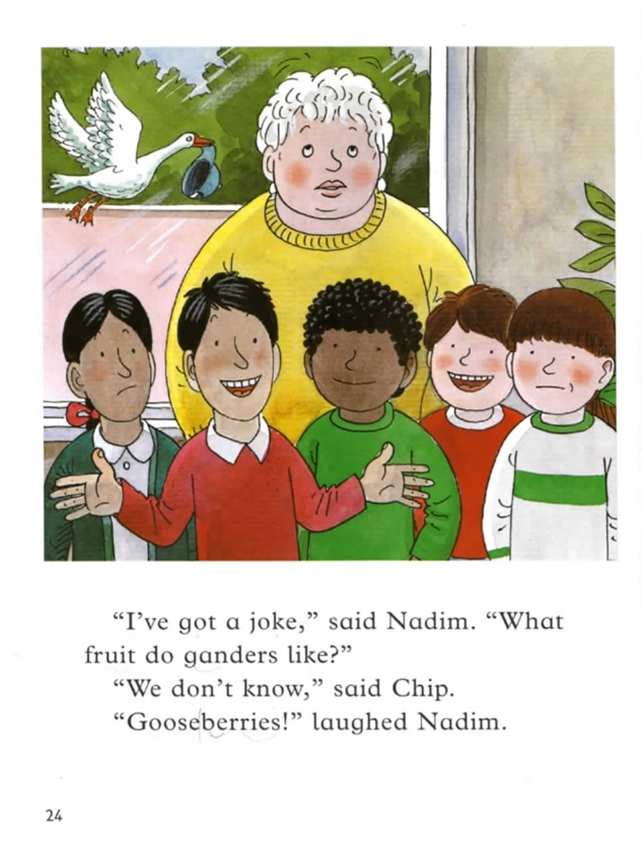 “I’ve got a joke,” said Nadim. “What
fruit do ganders like?”
“We don’t know,” said Chip.
“Gooseberries!” laughed Nadim.
24